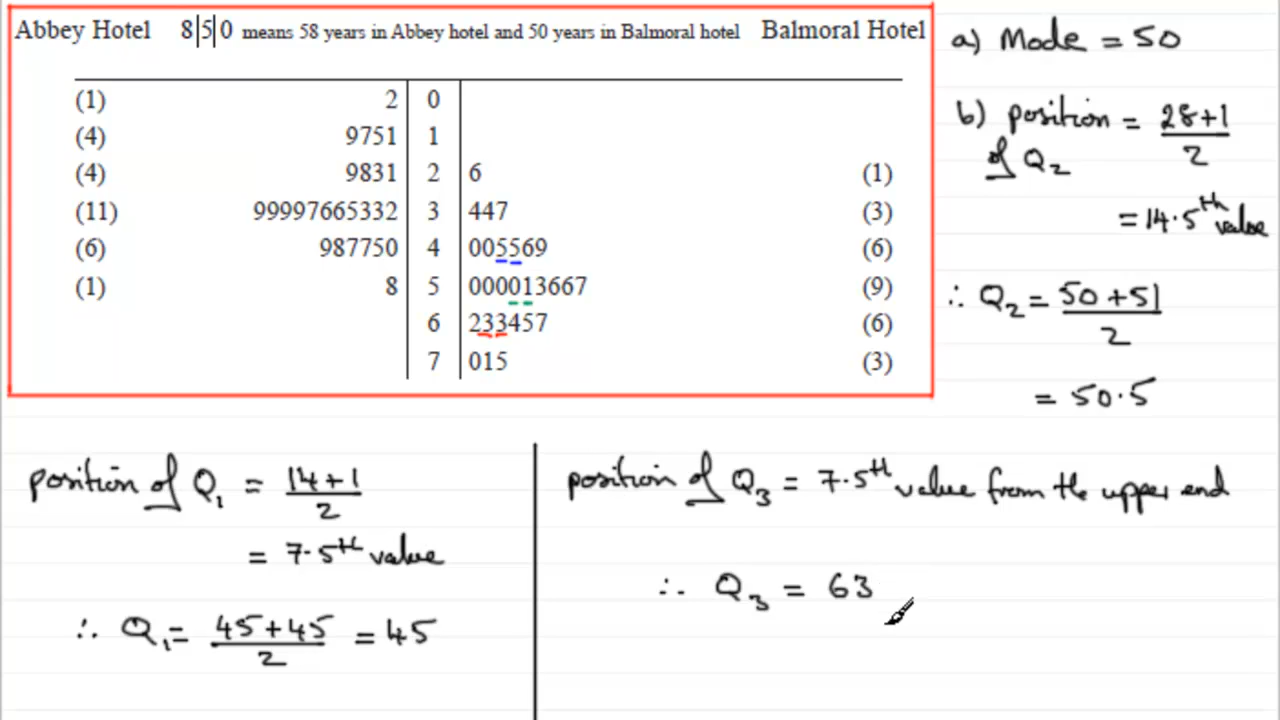 Abbey Hotel 8|5|0 means 58 years in Abbey hotel and 50 years in Balmoral hotel Balmoral Hotel
(1) 2 0
(4) 9751 1
(4) 9831 2 6 (1)
(11) 99997665332 3 447 (3)
(6) 987750 4 005569 (6)
(1) 8 5 000013667 (9)
6 233457 (6)
7 015 (3)
a) Mode = 50
b) position of Q₂ = (28+1)/2
= 14.5th value
∴ Q₂ = (50+51)/2
= 50.5
position of Q₁ = (14+1)/2
= 7.5th value
∴ Q₁ = (45+45)/2 = 45
position of Q₃ = 7.5th value from the upper end
∴ Q₃ = 63